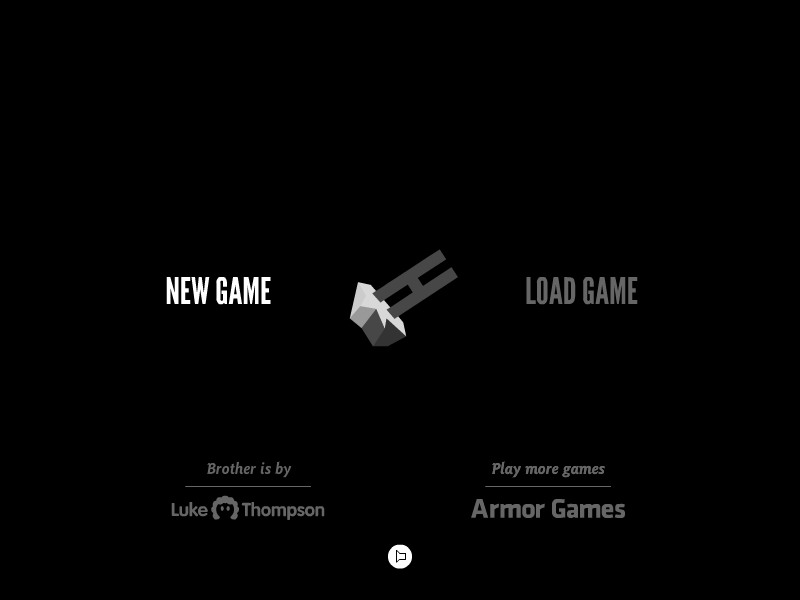 NEW GAME
LOAD GAME
Brother is by
Luke Thompson
Play more games
Armor Games